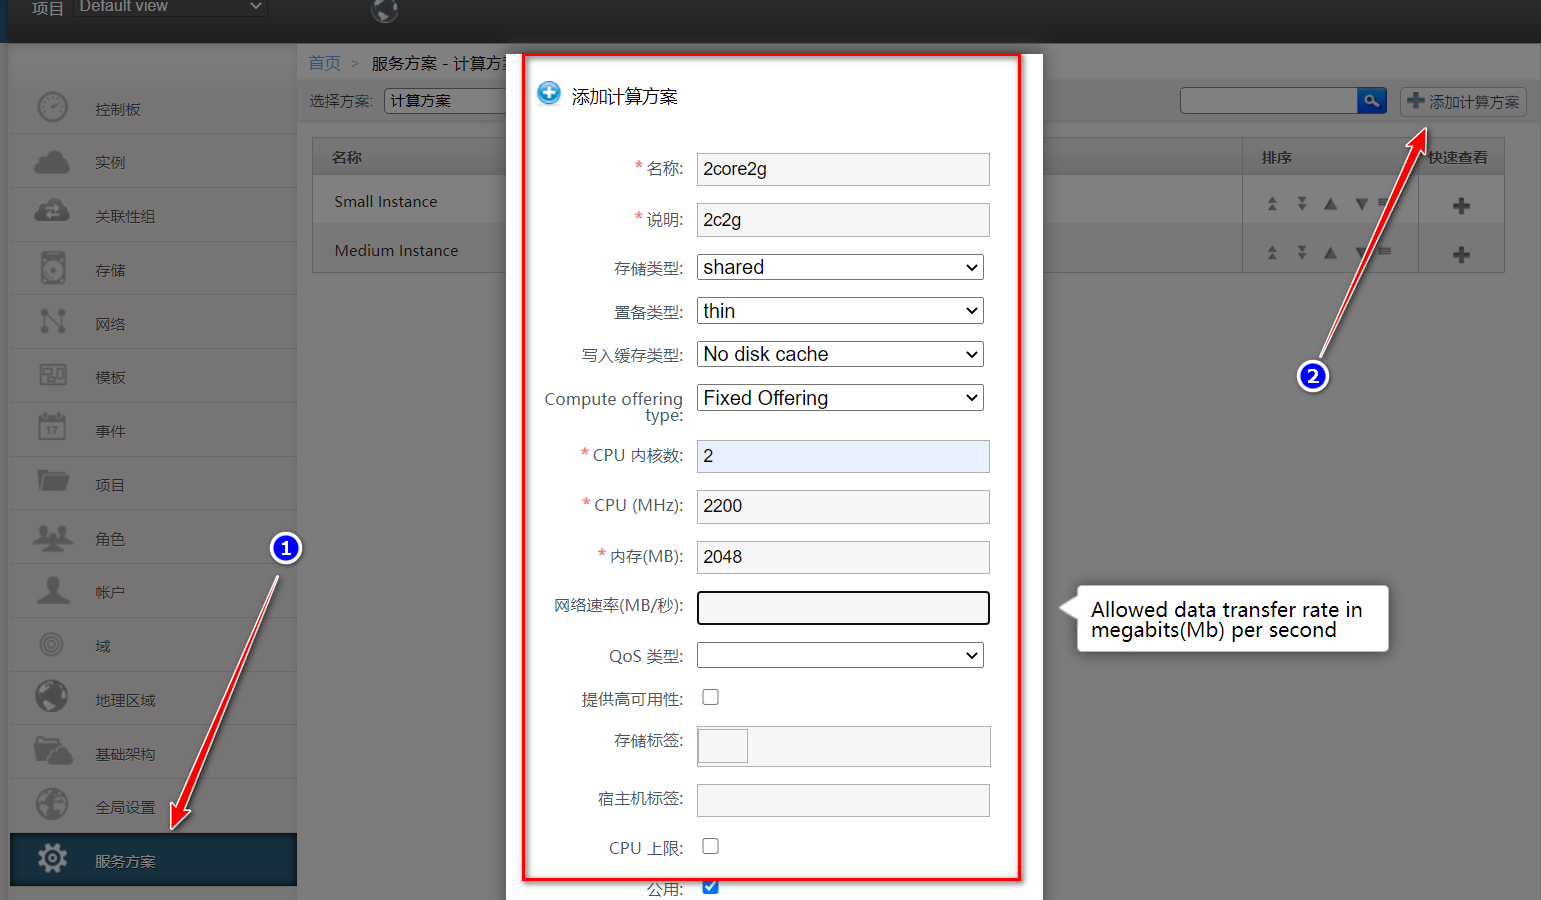 项目 Default view
首页 > 服务方案 - 计算方
选择方案: 计算方案
添加计算方案
名称
排序
快速查看
Small Instance
Medium Instance
控制板
实例
关联性组
存储
网络
模板
17
事件
项目
角色
帐户
域
地理区域
基础架构
全局设置
服务方案
1
2
添加计算方案
* 名称: 2core2g
* 说明: 2c2g
存储类型: shared
置备类型: thin
写入缓存类型: No disk cache
Compute offering
type:
Fixed Offering
* CPU 内核数: 2
* CPU (MHz): 2200
* 内存(MB): 2048
网络速率(MB/秒):
QoS 类型:
提供高可用性:
存储标签:
宿主机标签:
CPU 上限:
公用:
Allowed data transfer rate in
megabits(Mb) per second